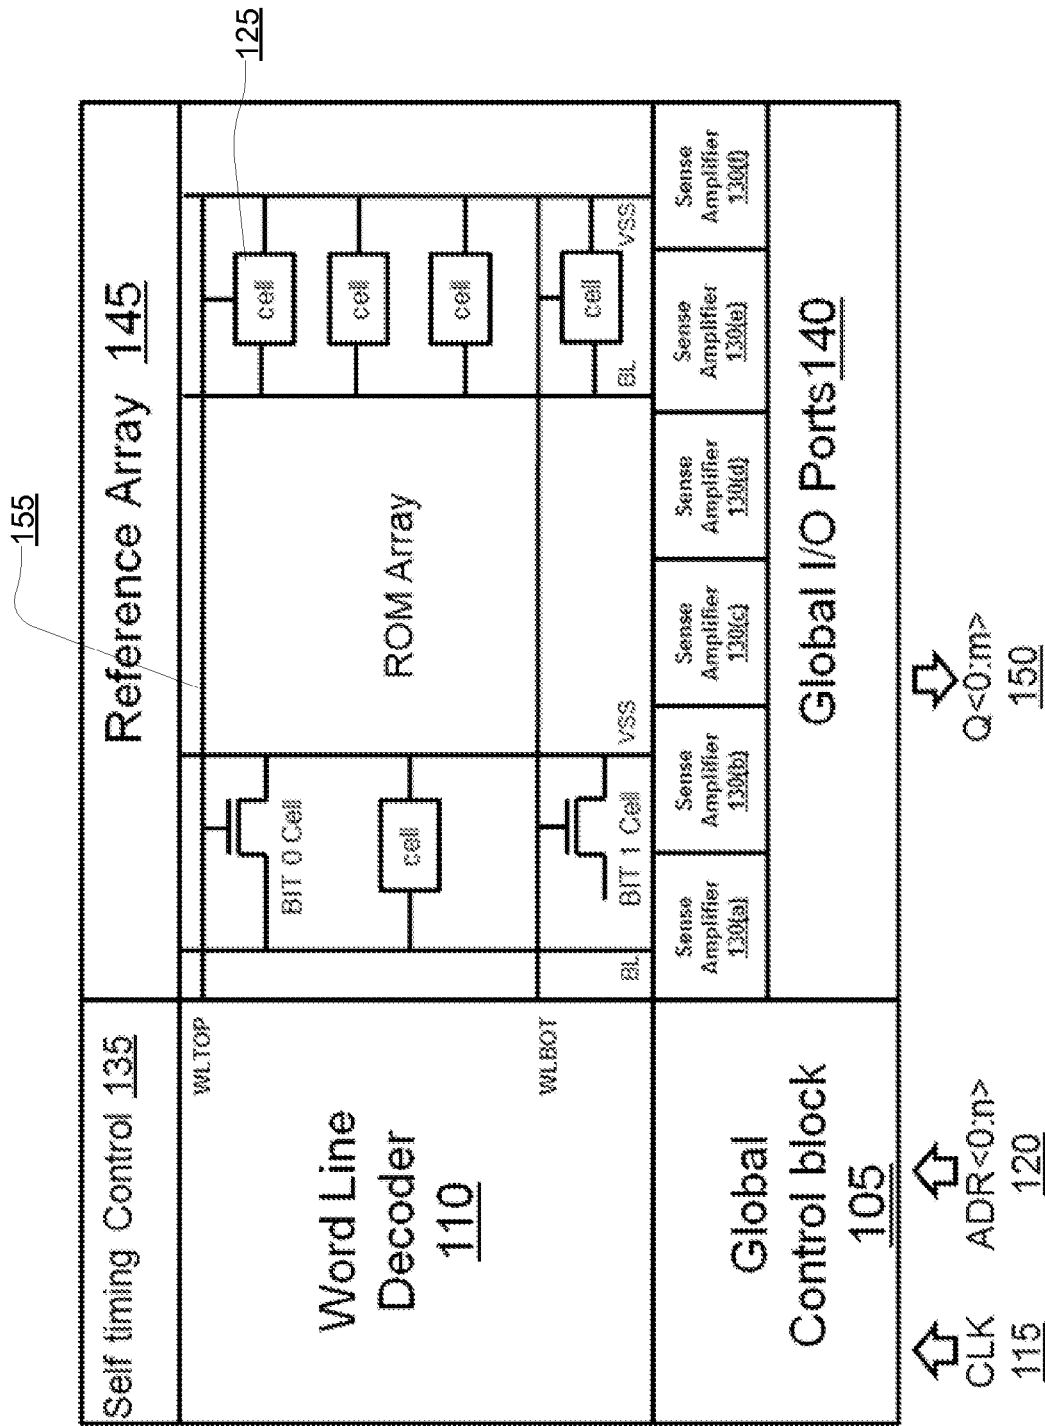 Self timing Control 135
Reference Array 145
155
125
WLTOP
WLBOT
Word Line
Decoder
110
BIT 0 Cell
cell
BIT 1 Cell
BL
VSS
ROM Array
cell
cell
cell
cell
BL
VSS
Sense
Amplifier
130(a)
Sense
Amplifier
130(b)
Sense
Amplifier
130(c)
Sense
Amplifier
130(d)
Sense
Amplifier
130(e)
Sense
Amplifier
130(f)
Global
Control block
105
Global I/O Ports140
CLK
115
ADR<0:n>
120
Q<0:m>
150